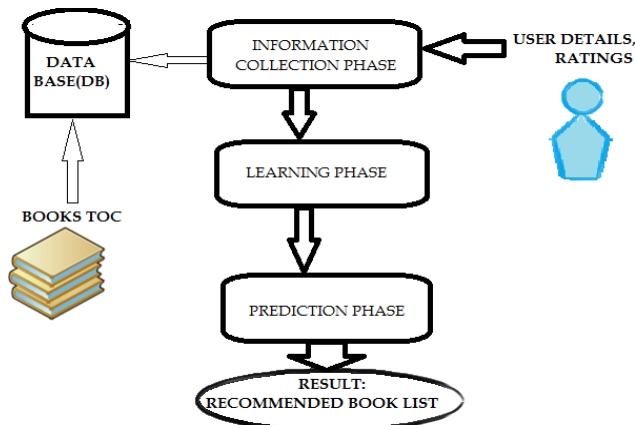 DATA
BASE(DB)
INFORMATION
COLLECTION PHASE
USER DETAILS,
RATINGS
LEARNING PHASE
BOOKS TOC
PREDICTION PHASE
RESULT:
RECOMMENDED BOOK LIST